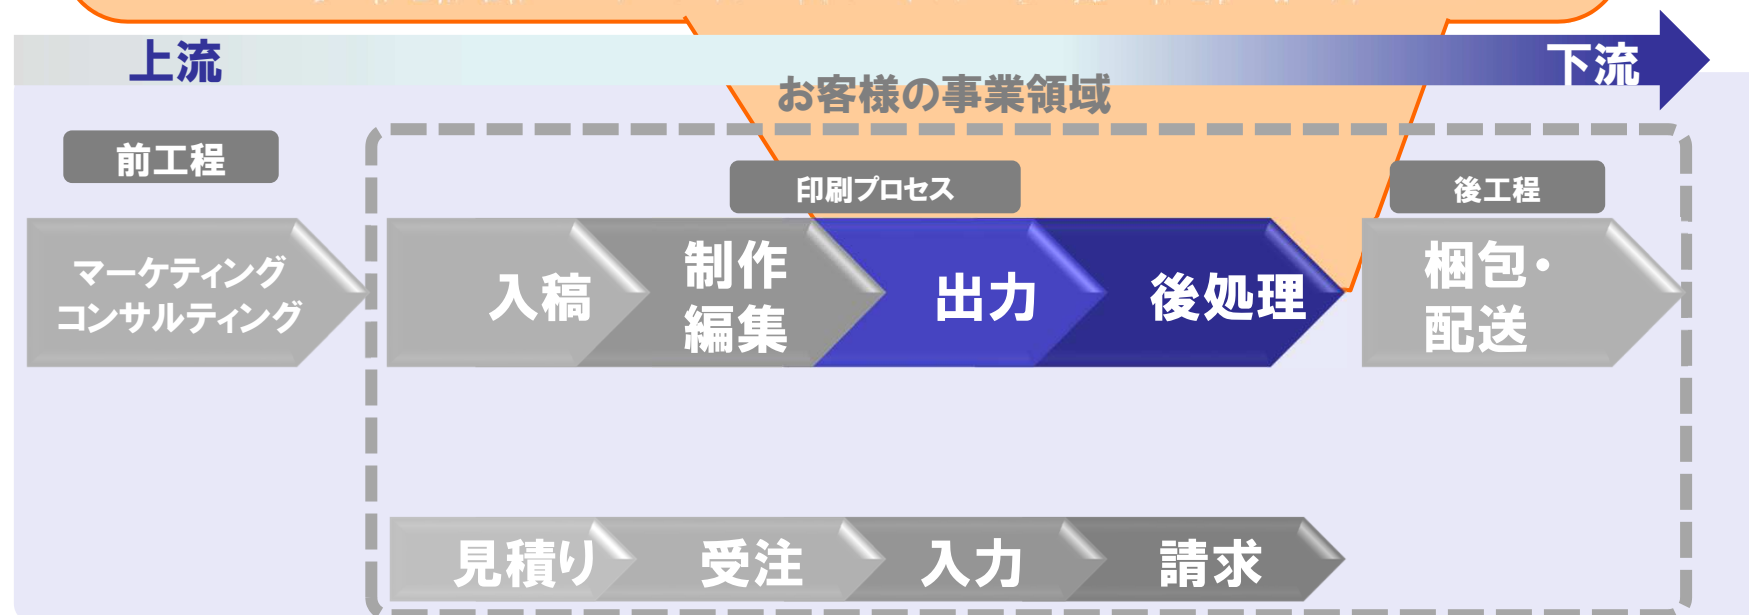 上流
下流
お客様の事業領域
前工程
印刷プロセス
後工程
マーケティング
コンサルティング
入稿
制作
編集
出力
後処理
梱包・
配送
見積り
受注
入力
請求